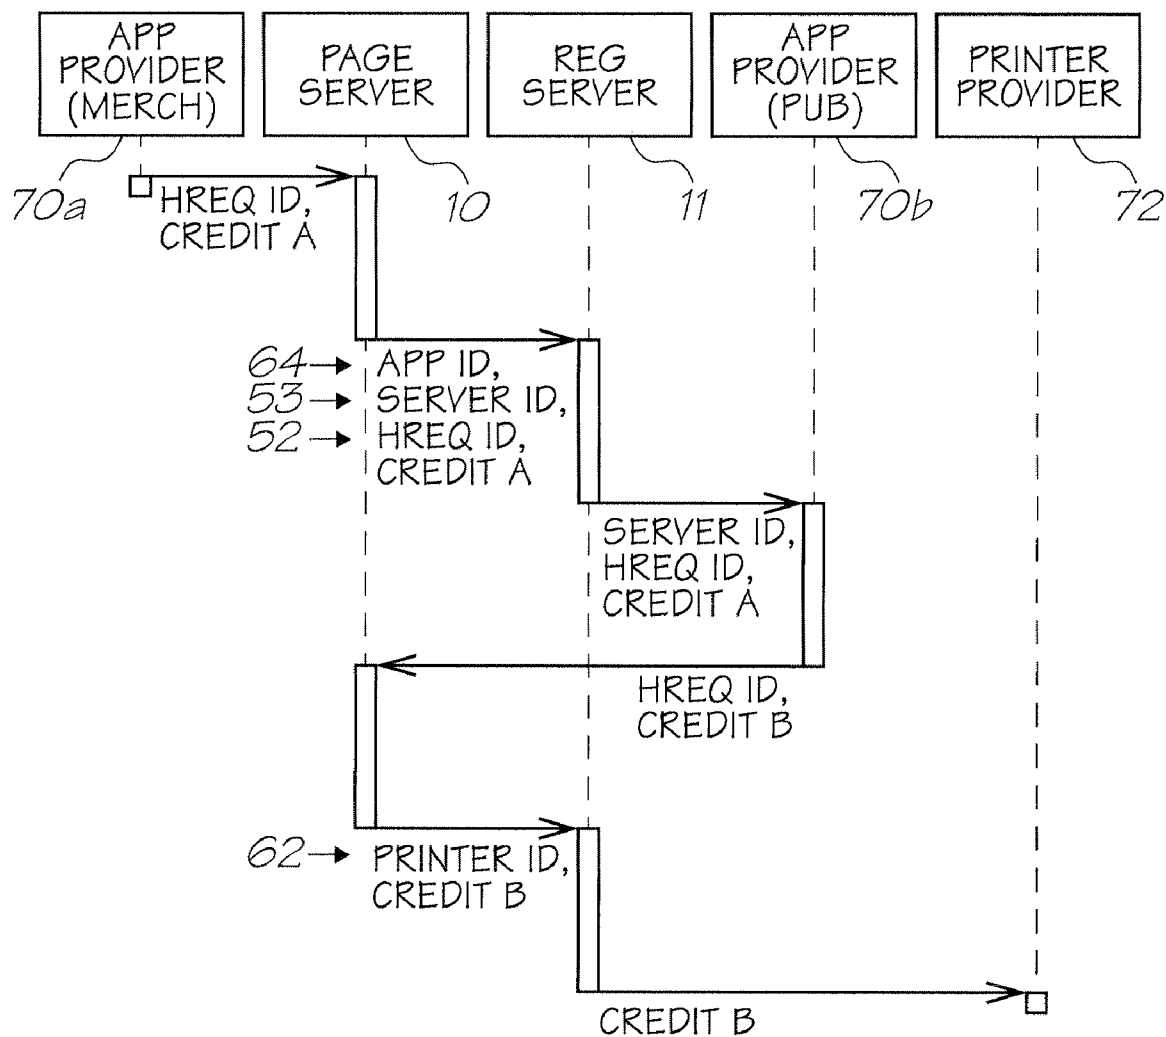 APP
PROVIDER
(MERCH)
PAGE
SERVER
REG
SERVER
APP
PROVIDER
(PUB)
PRINTER
PROVIDER
70a
10
11
70b
72
HREQ ID,
CREDIT A
64
APP ID,
53
SERVER ID,
52
HREQ ID,
CREDIT A
SERVER ID,
HREQ ID,
CREDIT A
HREQ ID,
CREDIT B
62
PRINTER ID,
CREDIT B
CREDIT B